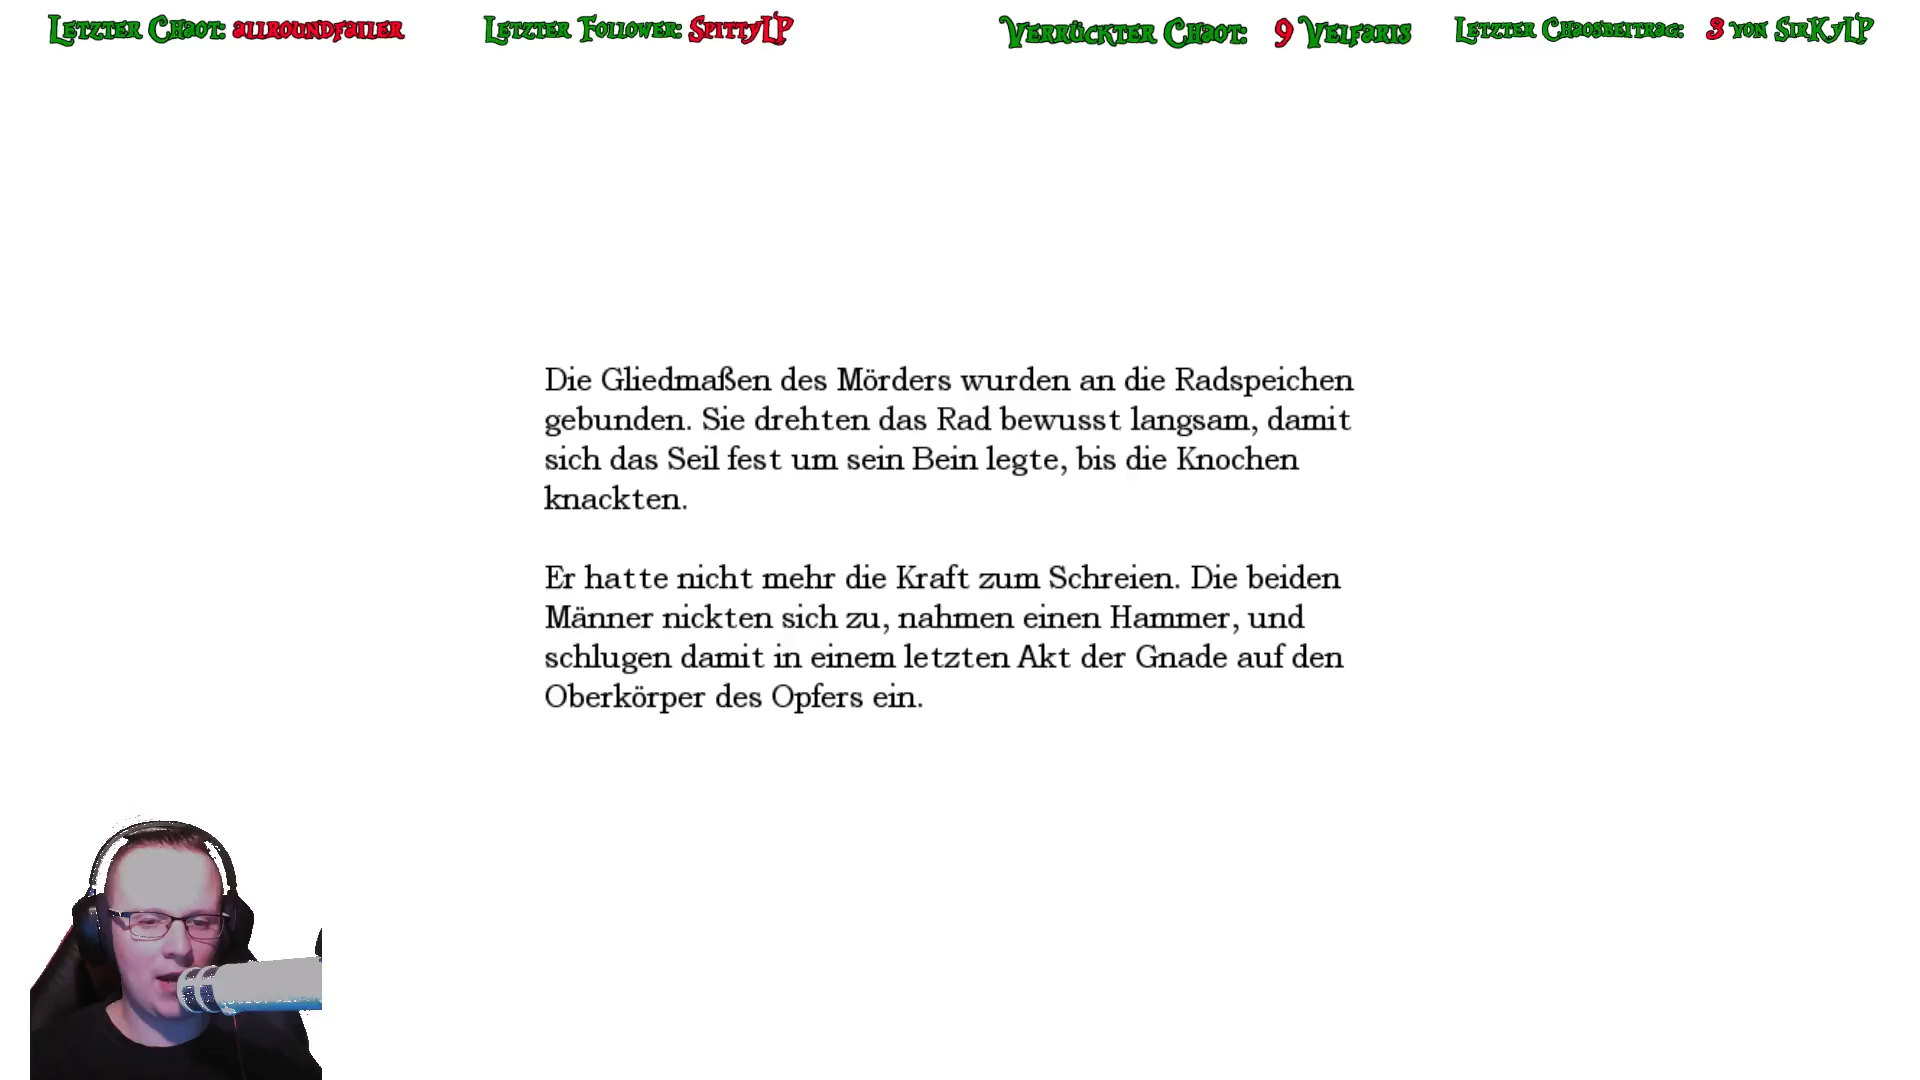 Letzter Chaot: allroundfailer
Letzter Follower: SpittyLP
Verrückter Chaot: 9 Velfaris
Letzter Chaosbeitrag: 3 von SirKyLP
Die Gliedmaßen des Mörders wurden an die Radspeichen
gebunden. Sie drehten das Rad bewusst langsam, damit
sich das Seil fest um sein Bein legte, bis die Knochen
knackten.
Er hatte nicht mehr die Kraft zum Schreien. Die beiden
Männer nickten sich zu, nahmen einen Hammer, und
schlugen damit in einem letzten Akt der Gnade auf den
Oberkörper des Opfers ein.